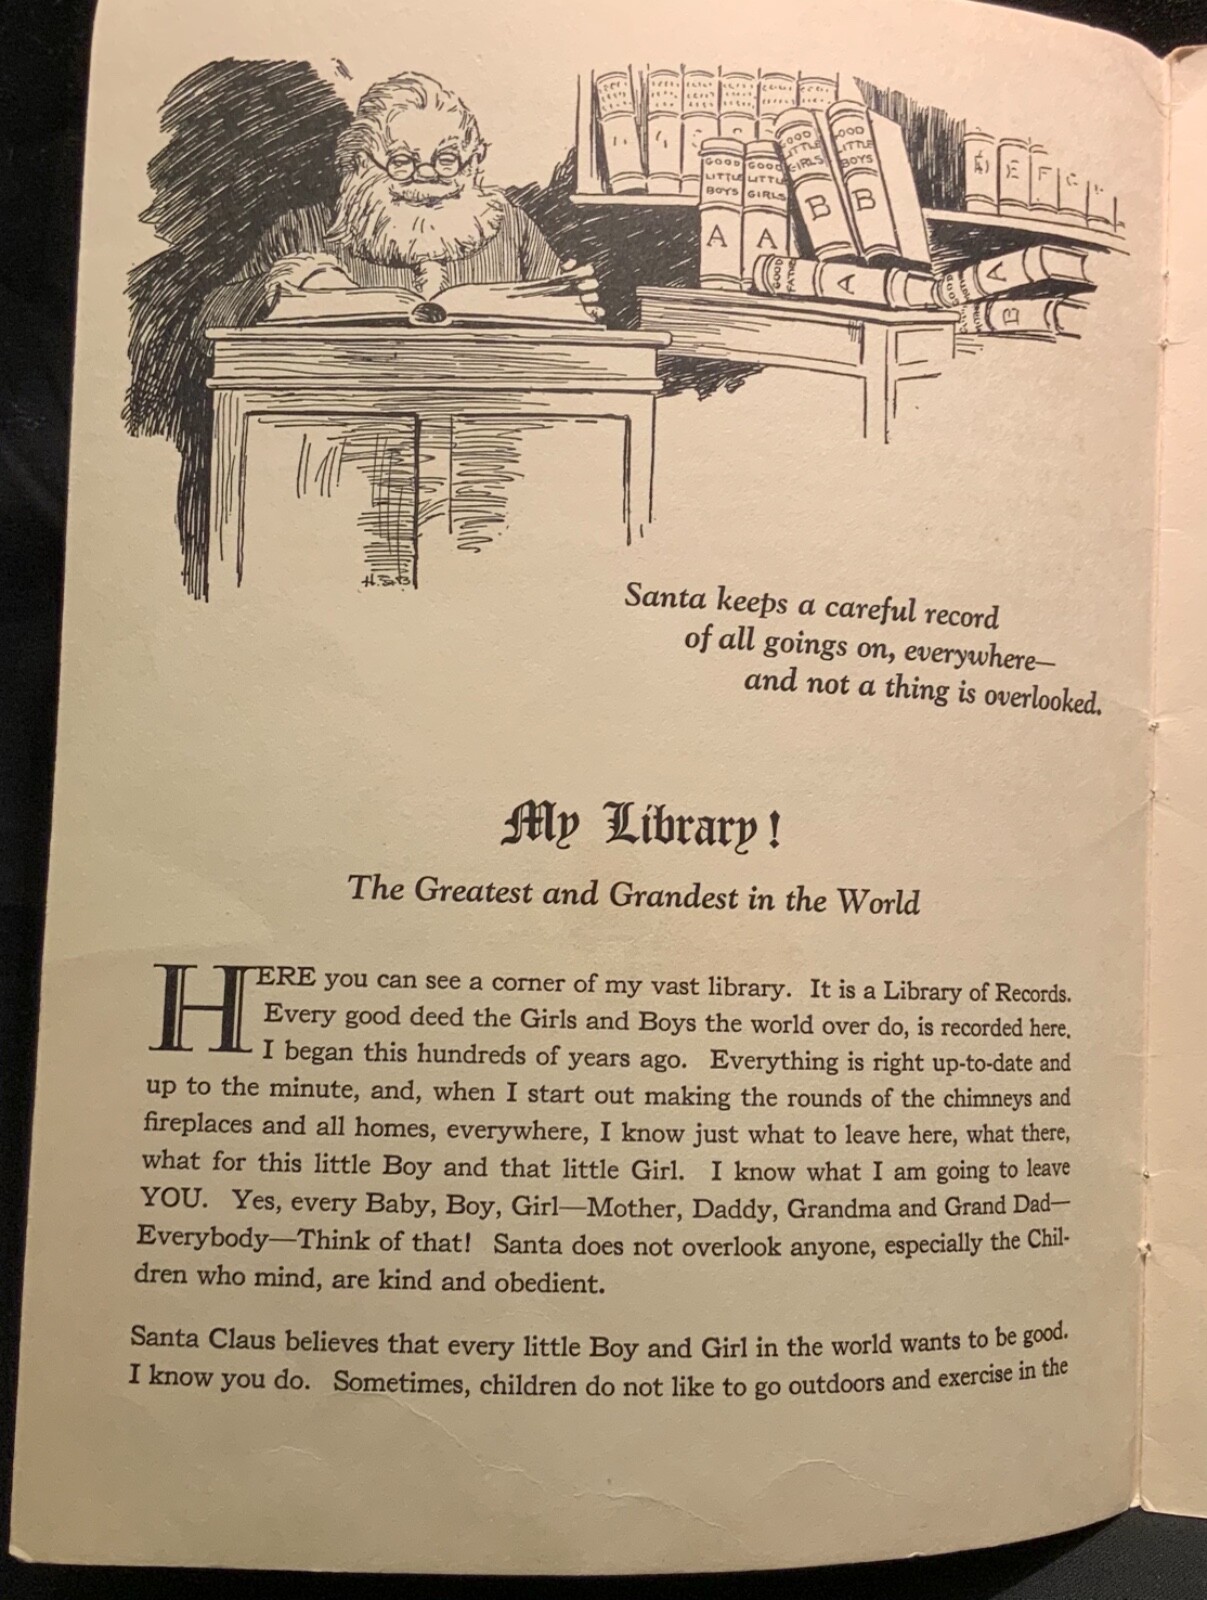 GOOD
LITTLE
BOYS
A
GOOD
LITTLE
GIRLS
A
GOOD
LITTLE
GIRLS
B
GOOD
LITTLE
BOYS
B
D E F G
GOOD
FATHER
A
A
B
Santa keeps a careful record
of all goings on, everywhere—
and not a thing is overlooked.
My Library!
The Greatest and Grandest in the World
HERE you can see a corner of my vast library. It is a Library of Records.
Every good deed the Girls and Boys the world over do, is recorded here.
I began this hundreds of years ago. Everything is right up-to-date and
up to the minute, and, when I start out making the rounds of the chimneys and
fireplaces and all homes, everywhere, I know just what to leave here, what there,
what for this little Boy and that little Girl. I know what I am going to leave
YOU. Yes, every Baby, Boy, Girl—Mother, Daddy, Grandma and Grand Dad—
Everybody—Think of that! Santa does not overlook anyone, especially the Chil-
dren who mind, are kind and obedient.
Santa Claus believes that every little Boy and Girl in the world wants to be good.
I know you do. Sometimes, children do not like to go outdoors and exercise in the